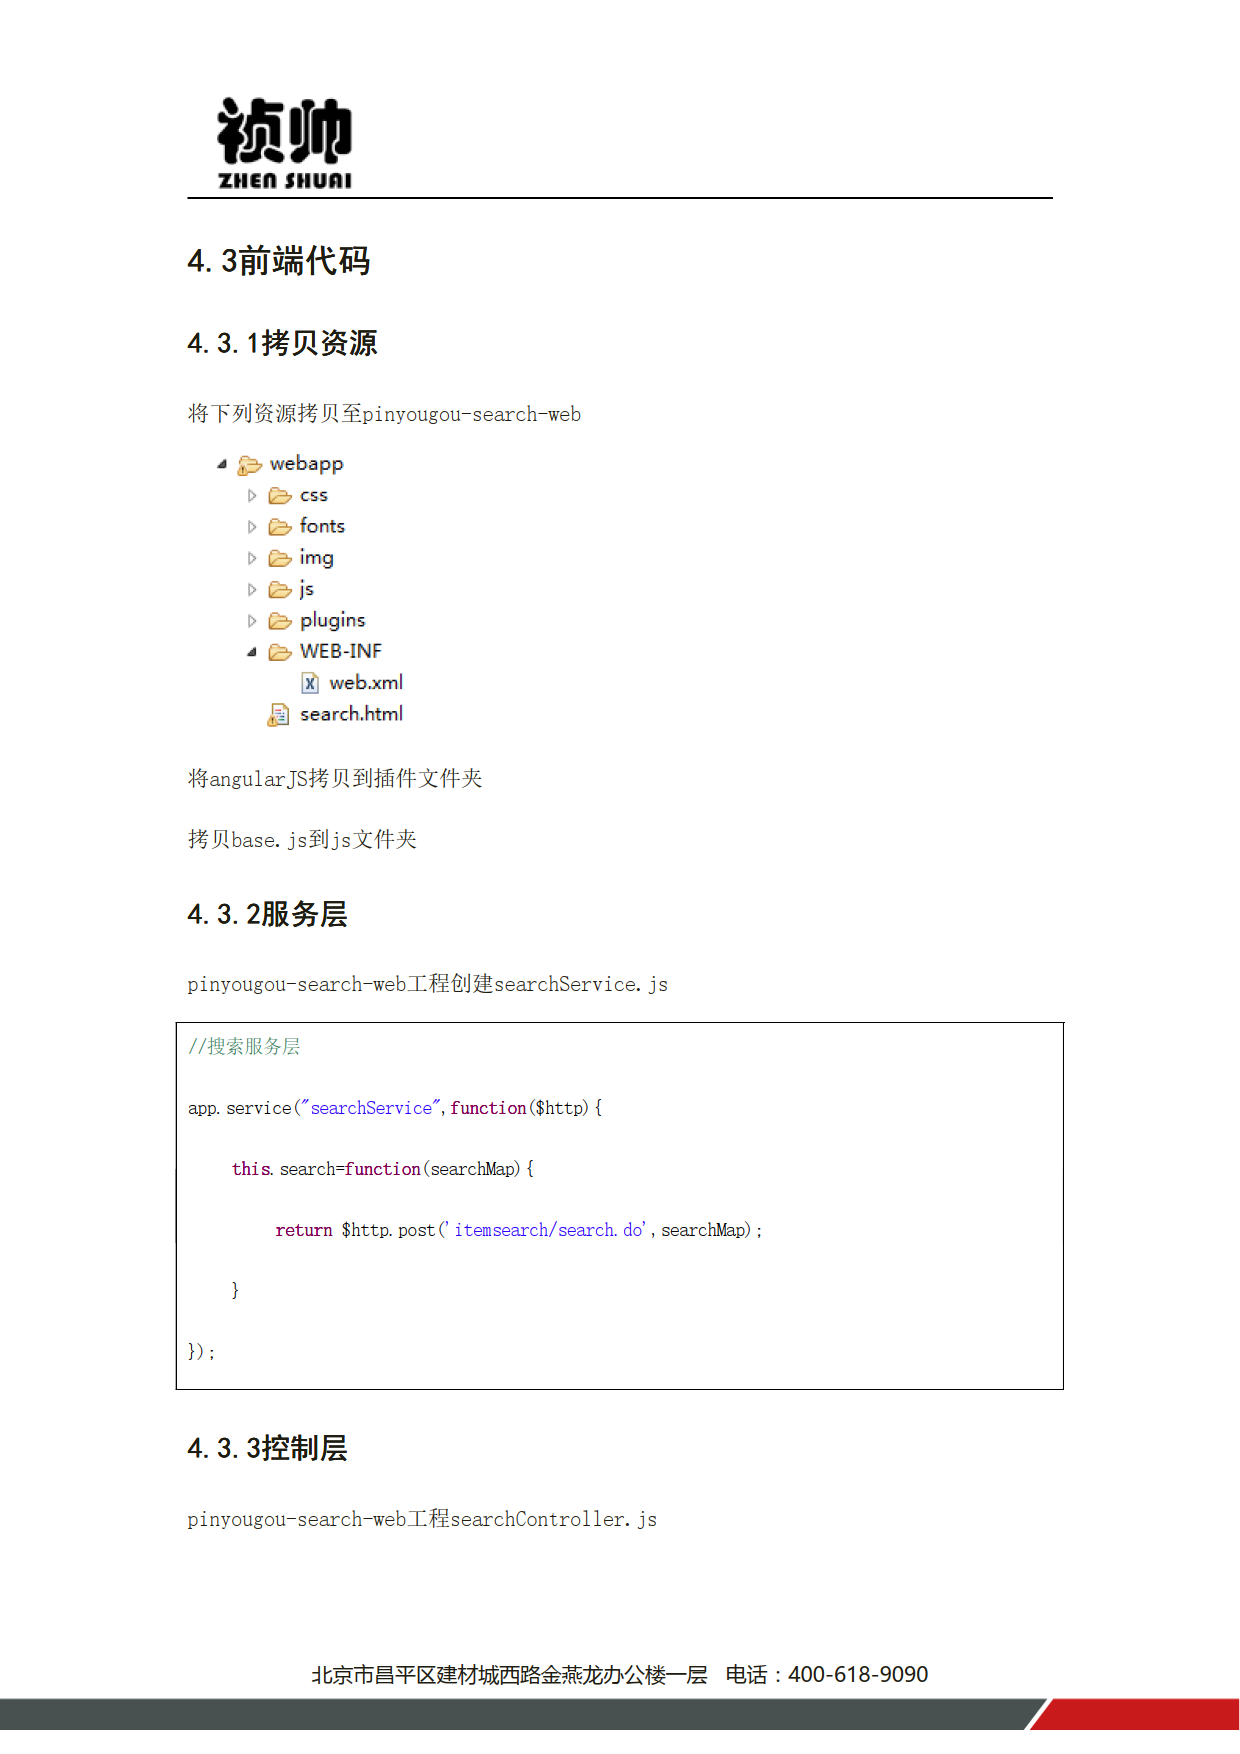 祯帅
ZHEN SHUAI
4.3前端代码
4.3.1拷贝资源
将下列资源拷贝至pinyougou-search-web
webapp
css
fonts
img
js
plugins
WEB-INF
web.xml
search.html
将angularJS拷贝到插件文件夹
拷贝base.js到js文件夹
4.3.2服务层
pinyougou-search-web工程创建searchService.js
//搜索服务层
app.service("searchService",function($http){
this.search=function(searchMap){
return $http.post('itemsearch/search.do',searchMap);
}
});
4.3.3控制层
pinyougou-search-web工程searchController.js
北京市昌平区建材城西路金燕龙办公楼一层 电话：400-618-9090